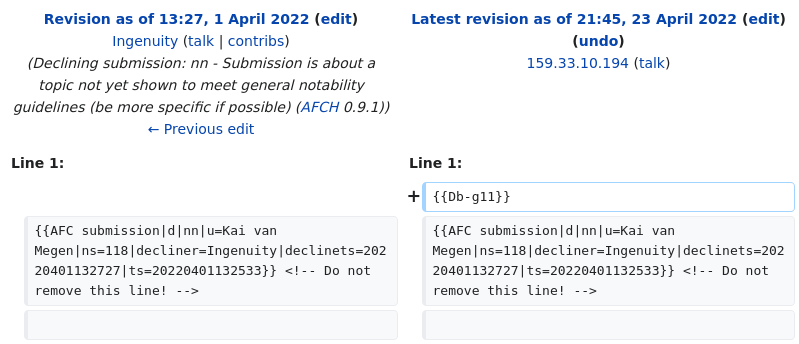 Revision as of 13:27, 1 April 2022 (edit)
Ingenuity (talk | contribs)
(Declining submission: nn - Submission is about a
topic not yet shown to meet general notability
guidelines (be more specific if possible) (AFCH 0.9.1))
← Previous edit
Latest revision as of 21:45, 23 April 2022 (edit)
(undo)
159.33.10.194 (talk)
Line 1:
Line 1:
+ {{Db-g11}}
{{AFC submission|d|nn|u=Kai van
Megen|ns=118|decliner=Ingenuity|declinets=202
20401132727|ts=20220401132533}} <!-- Do not
remove this line! -->
{{AFC submission|d|nn|u=Kai van
Megen|ns=118|decliner=Ingenuity|declinets=202
20401132727|ts=20220401132533}} <!-- Do not
remove this line! -->